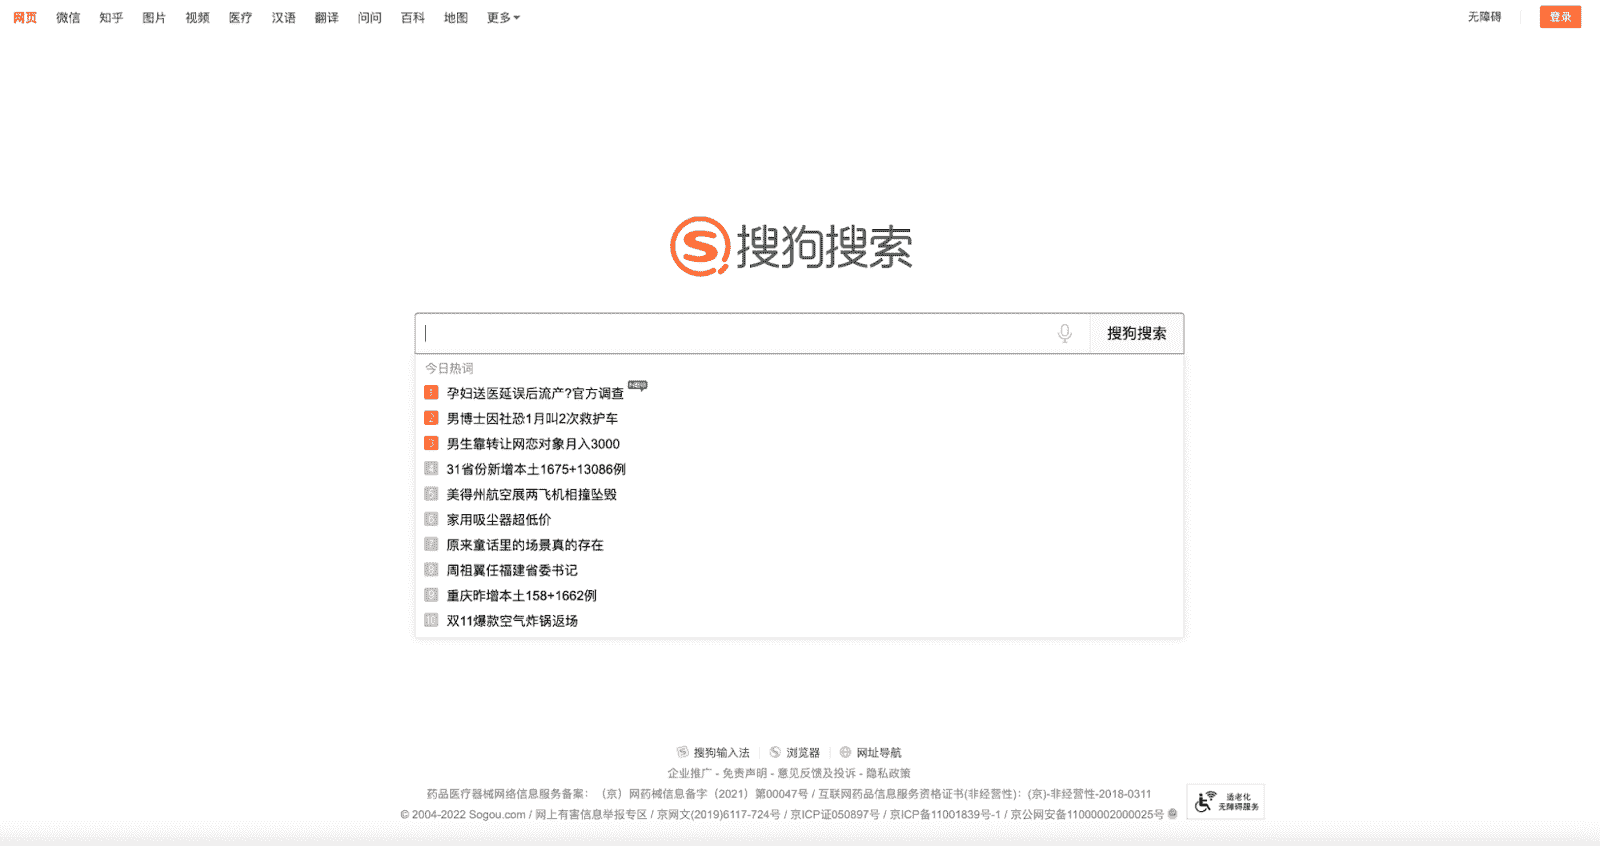 网页 微信 知乎 图片 视频 医疗 汉语 翻译 问问 百科 地图 更多 无障碍 登录
搜狗搜索
搜狗搜索
今日热词
1 孕妇送医延误后流产?官方调查 NEW
2 男博士因社恐1月叫2次救护车
3 男生靠转让网恋对象月入3000
4 31省份新增本土1675+13086例
5 美得州航空展两飞机相撞坠毁
6 家用吸尘器超低价
7 原来童话里的场景真的存在
8 周祖翼任福建省委书记
9 重庆昨增本土158+1662例
10 双11爆款空气炸锅返场
搜狗输入法 浏览器 网址导航
企业推广 - 免责声明 - 意见反馈及投诉 - 隐私政策
药品医疗器械网络信息服务备案：（京）网药械信息备字（2021）第00047号 / 互联网药品信息服务资格证书(非经营性)：(京)-非经营性-2018-0311
© 2004-2022 Sogou.com / 网上有害信息举报专区 / 京网文(2019)6117-724号 / 京ICP证050897号 / 京ICP备11001839号-1 / 京公网安备11000002000025号
适老化
无障碍服务